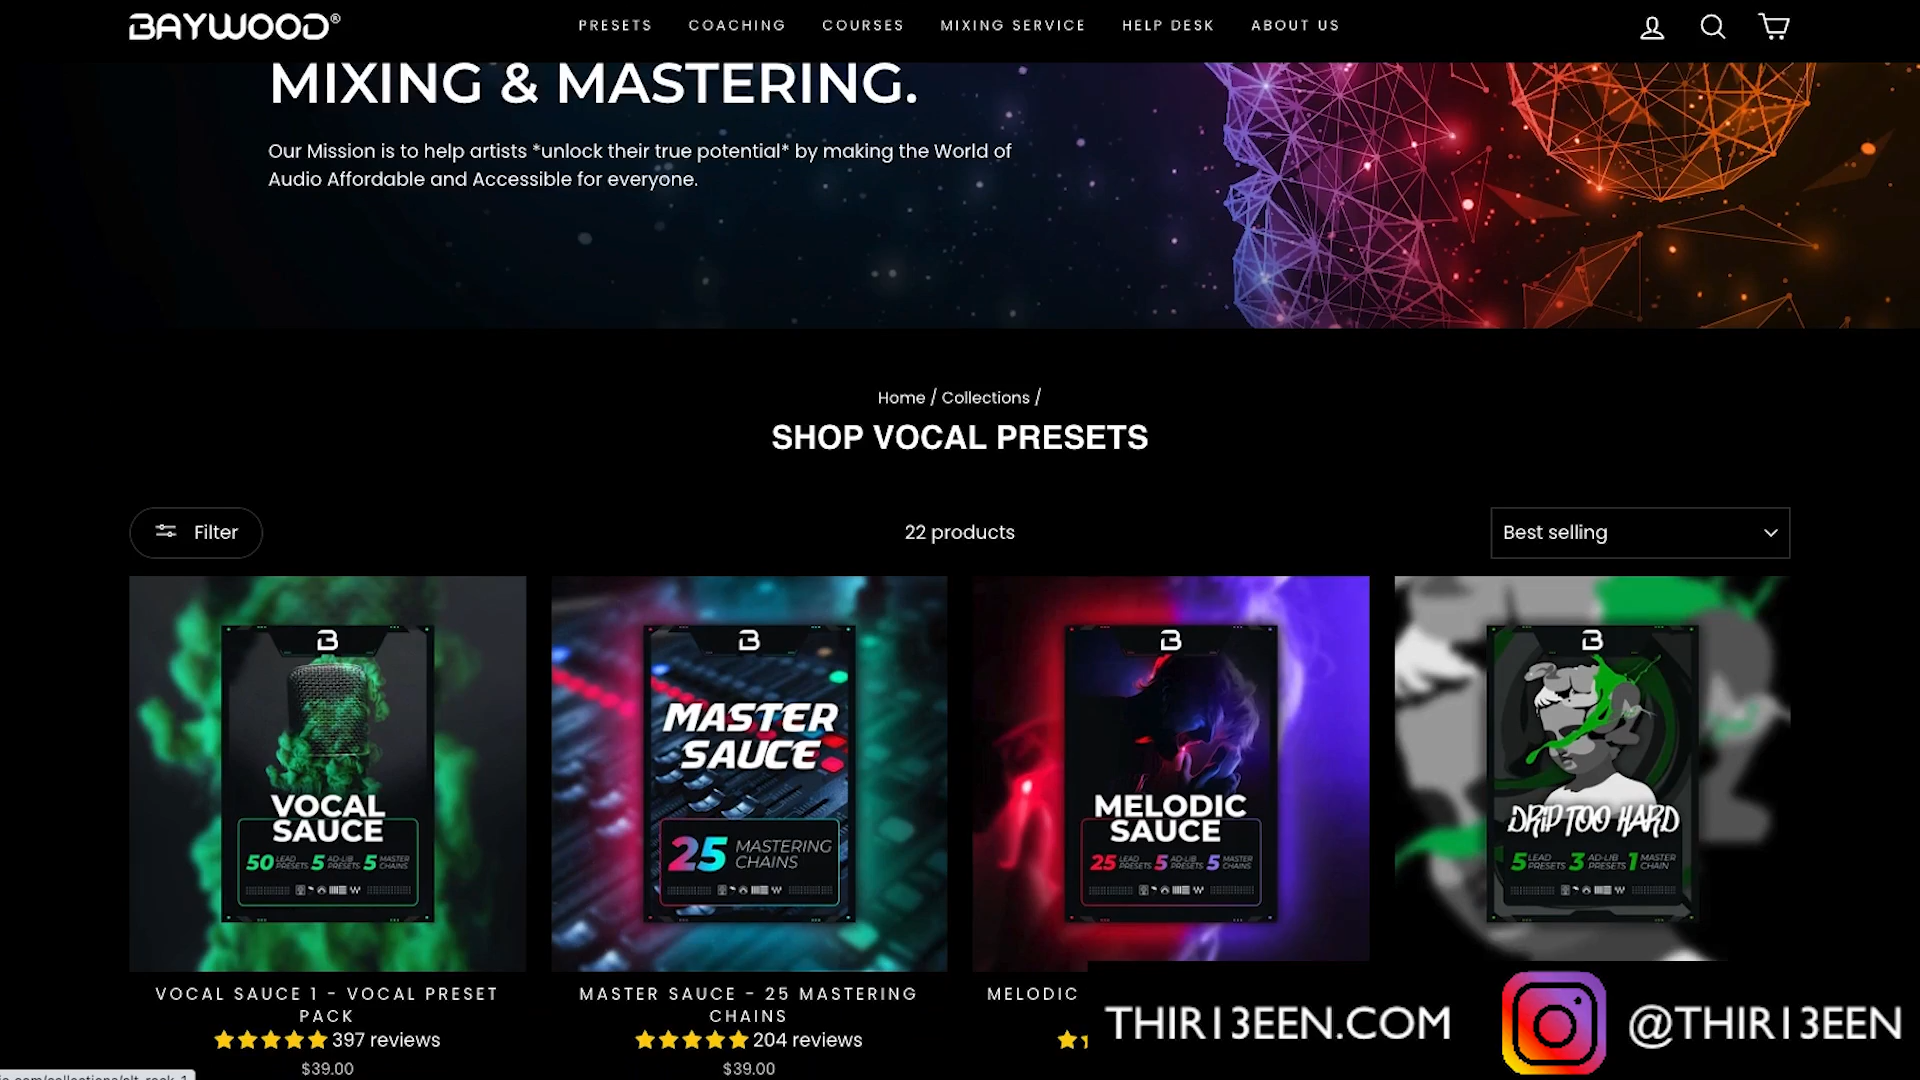 BAYWOOD®
PRESETS COACHING COURSES MIXING SERVICE HELP DESK ABOUT US
MIXING & MASTERING.
Our Mission is to help artists *unlock their true potential* by making the World of
Audio Affordable and Accessible for everyone.
Home / Collections /
SHOP VOCAL PRESETS
Filter
22 products
Best selling
B
VOCAL
SAUCE
50 LEAD PRESETS 5 AD-LIB PRESETS 5 MASTER CHAINS
B
MASTER
SAUCE
25 MASTERING
CHAINS
B
MELODIC
SAUCE
25 LEAD PRESETS 5 AD-LIB PRESETS 5 MASTER CHAINS
B
DRIP TOO HARD
5 LEAD PRESETS 3 AD-LIB PRESETS 1 MASTER CHAIN
VOCAL SAUCE 1 - VOCAL PRESET
PACK
397 reviews
$39.00
MASTER SAUCE - 25 MASTERING
CHAINS
204 reviews
$39.00
MELODIC
THIR13EEN.COM
@THIR13EEN